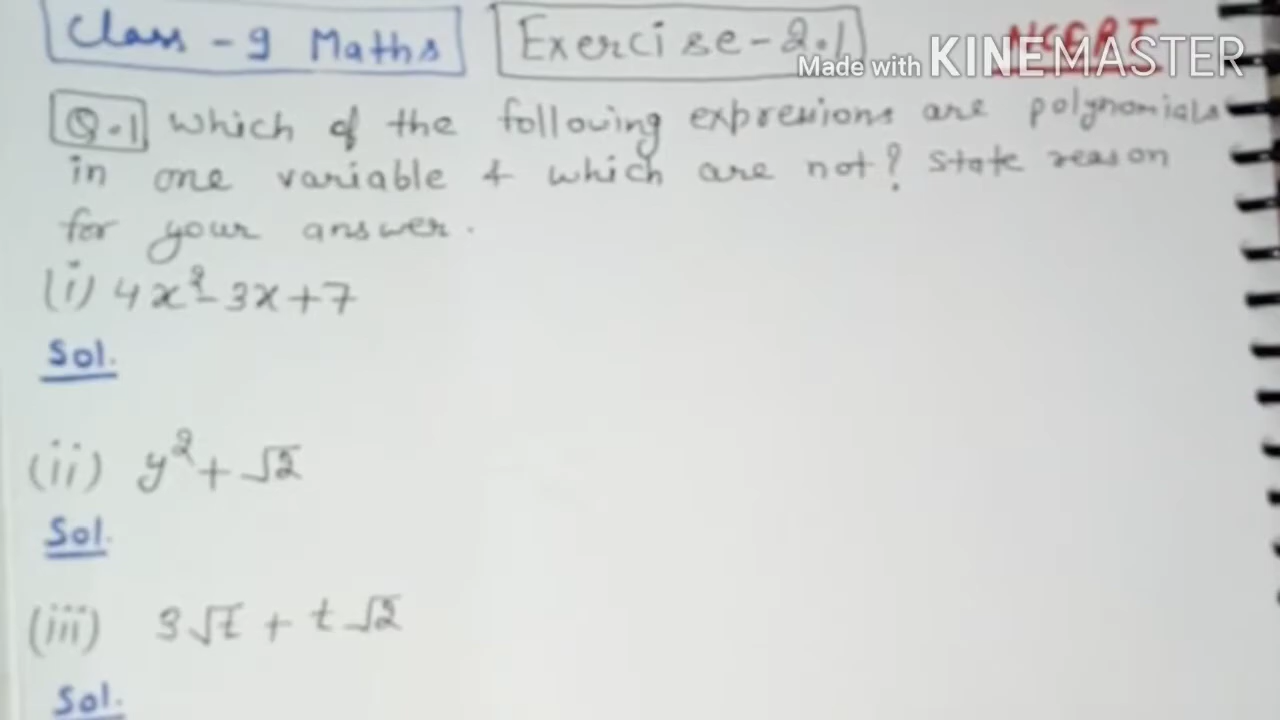 Class - 9 Maths Exercise - 2.1 NCERT
Made with KINEMASTER
Q.1 Which of the following expressions are polynomials
in one variable & which are not? State reason
for your answer.
(i) 4x² - 3x + 7
Sol.
(ii) y² + √2
Sol.
(iii) 3√t + t√2
Sol.